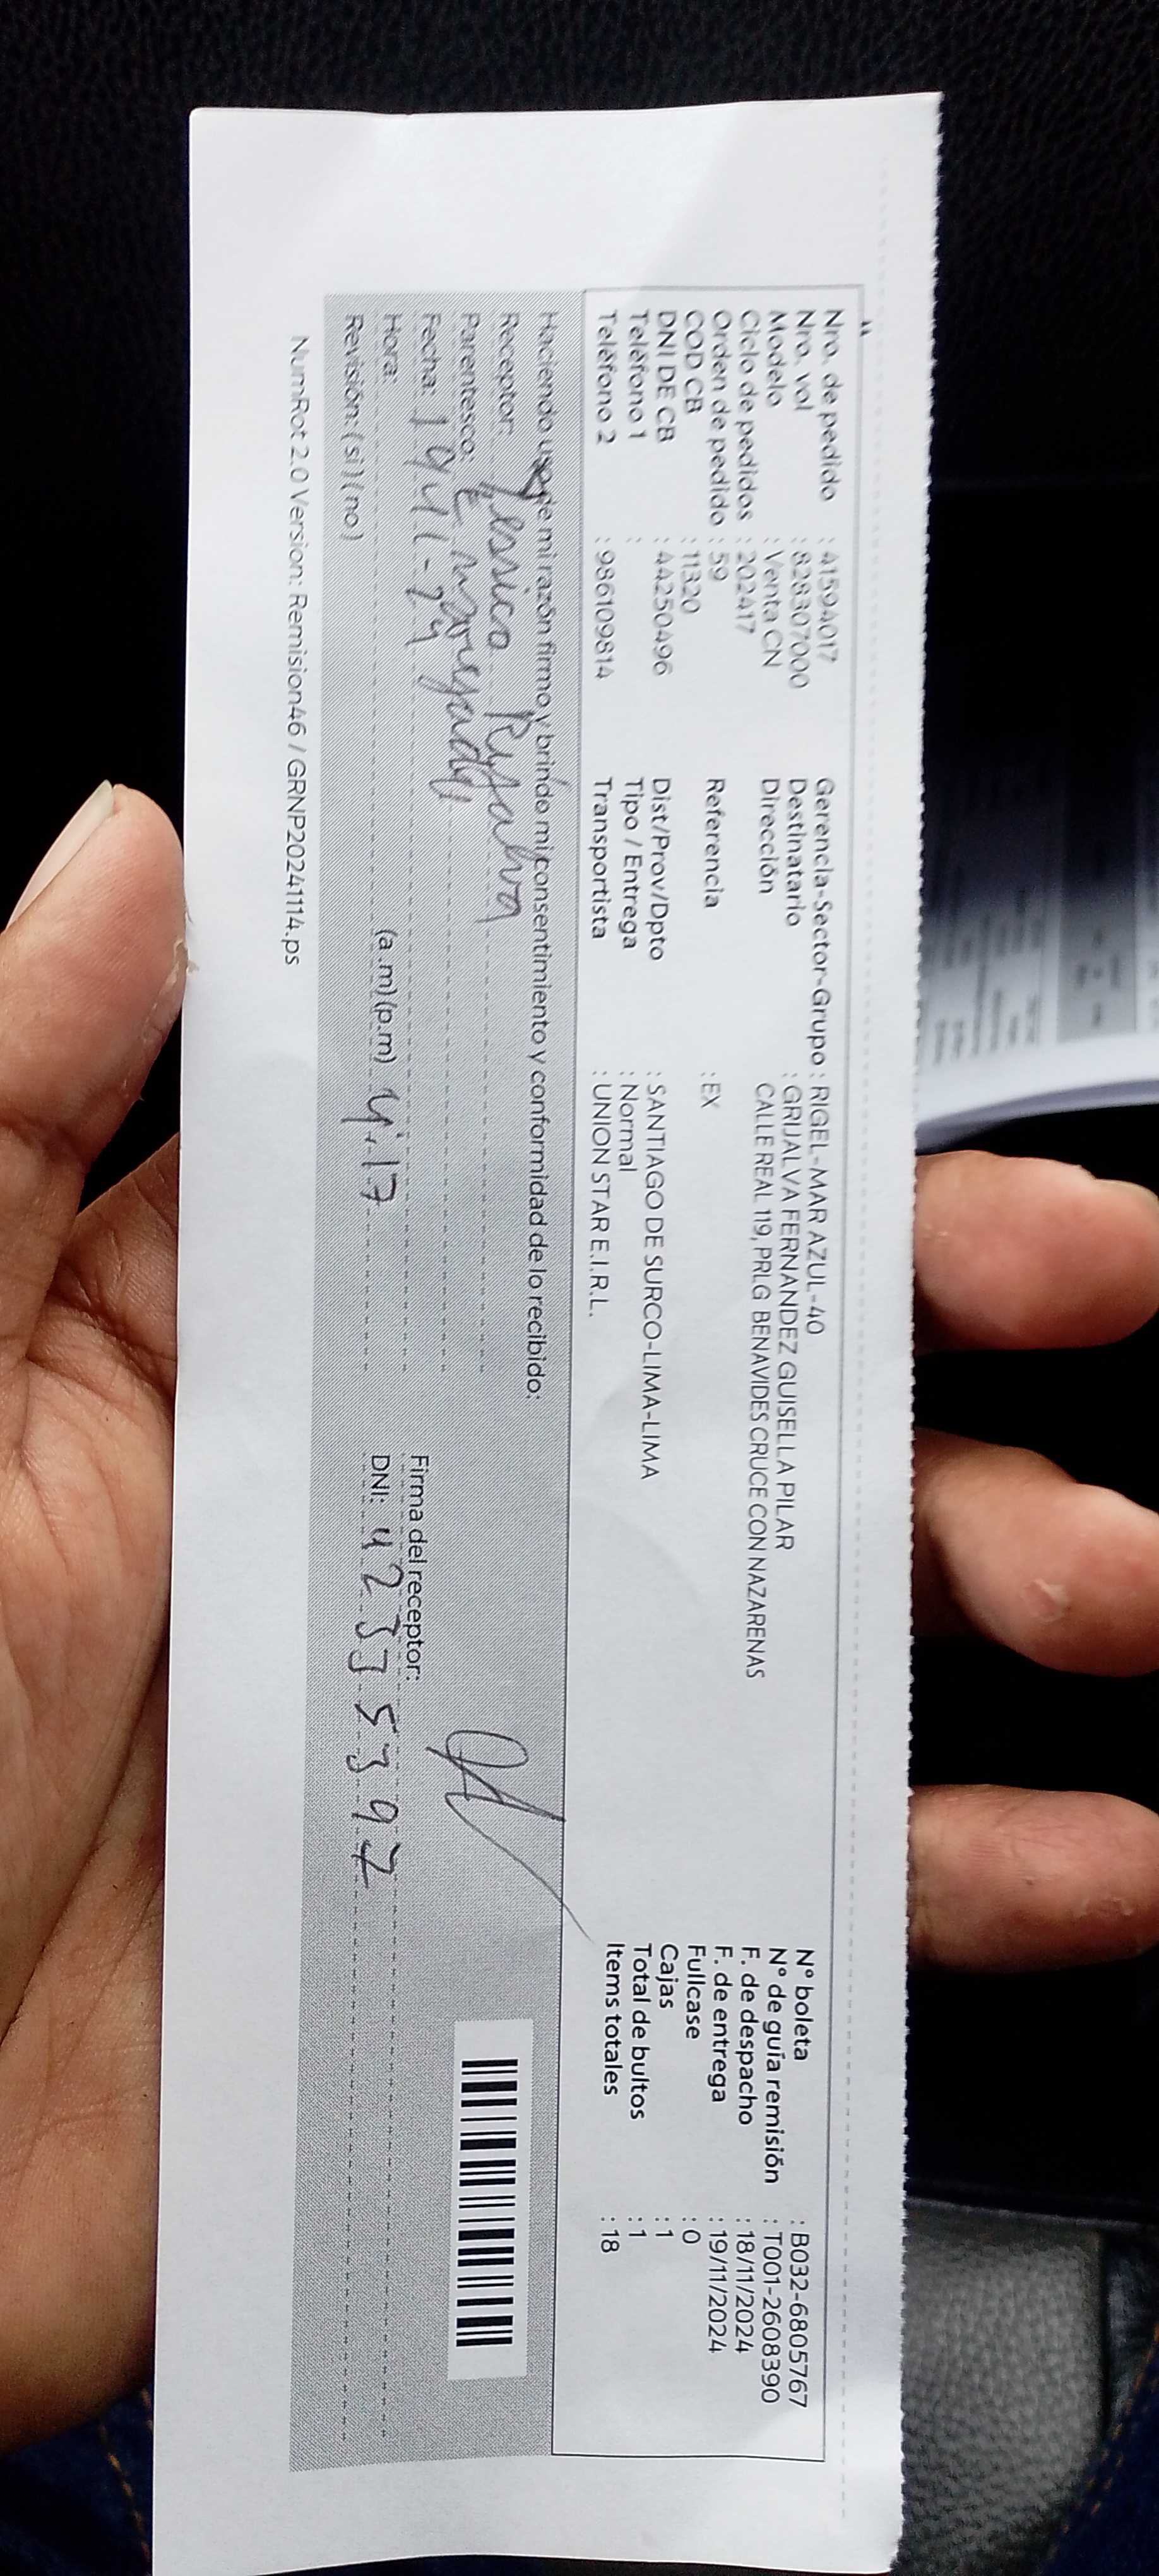 Nro. de pedido : 41594017
Nro. vol : 828307000
Modelo : Venta CN
Ciclo de pedidos : 202417
Orden de pedido : 59
COD CB : 11320
DNI DE CB : 44250496
Teléfono 1 :
Teléfono 2 : 986109814
Gerencia-Sector-Grupo : RIGEL-MAR AZUL-40
Destinatario : GRIJALVA FERNANDEZ GUISELLA PILAR
Dirección CALLE REAL 119, PRLG BENAVIDES CRUCE CON NAZARENAS
Referencia : EX
Dist/Prov/Dpto : SANTIAGO DE SURCO-LIMA-LIMA
Tipo / Entrega : Normal
Transportista : UNION STAR E.I.R.L.
N° boleta : B032-6805767
N° de guía remisión : T001-2608390
F. de despacho : 18/11/2024
F. de entrega : 19/11/2024
Fullcase : 0
Cajas : 1
Total de bultos : 1
Items totales : 18
Haciendo uso de mi razón firmo y brindo mi consentimiento y conformidad de lo recibido:
Receptor: Jessica
Parentesco:
Fecha:
Hora: (a.m) (p.m) 4:17
Revisión: ( si ) ( no )
Firma del receptor:
DNI: 42335397
NumRot 2.0 Version: Remision46 / GRNP20241114.ps